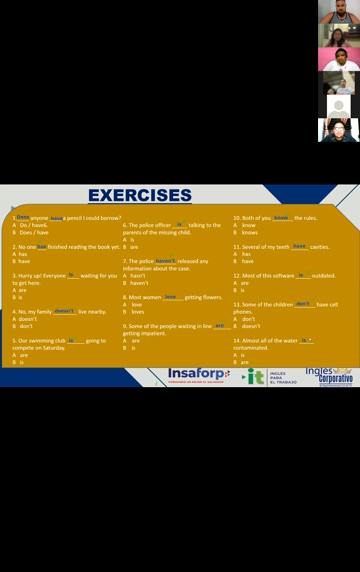 EXERCISES
1. Does anyone have a pencil I could borrow?
A Do / have6.
B Does / have
2. No one has finished reading the book yet.
A has
B have
3. Hurry up! Everyone is waiting for you
to get here.
A are
B is
4. No, my family doesn't live nearby.
A doesn't
B don't
5. Our swimming club is going to
compete on Saturday.
A are
B is
6. The police officer is talking to the
parents of the missing child.
A is
B are
7. The police haven't released any
information about the case.
A hasn't
B haven't
8. Most women love getting flowers.
A love
B loves
9. Some of the people waiting in line are
getting impatient.
A are
B is
10. Both of you know the rules.
A know
B knows
11. Several of my teeth have cavities.
A has
B have
12. Most of this software is outdated.
A are
B is
13. Some of the children don't have cell
phones.
A don't
B doesn't
14. Almost all of the water is
contaminated.
A is
B are
Insaforp
it
INGLÉS
PARA
EL TRABAJO
Inglés
Corporativo